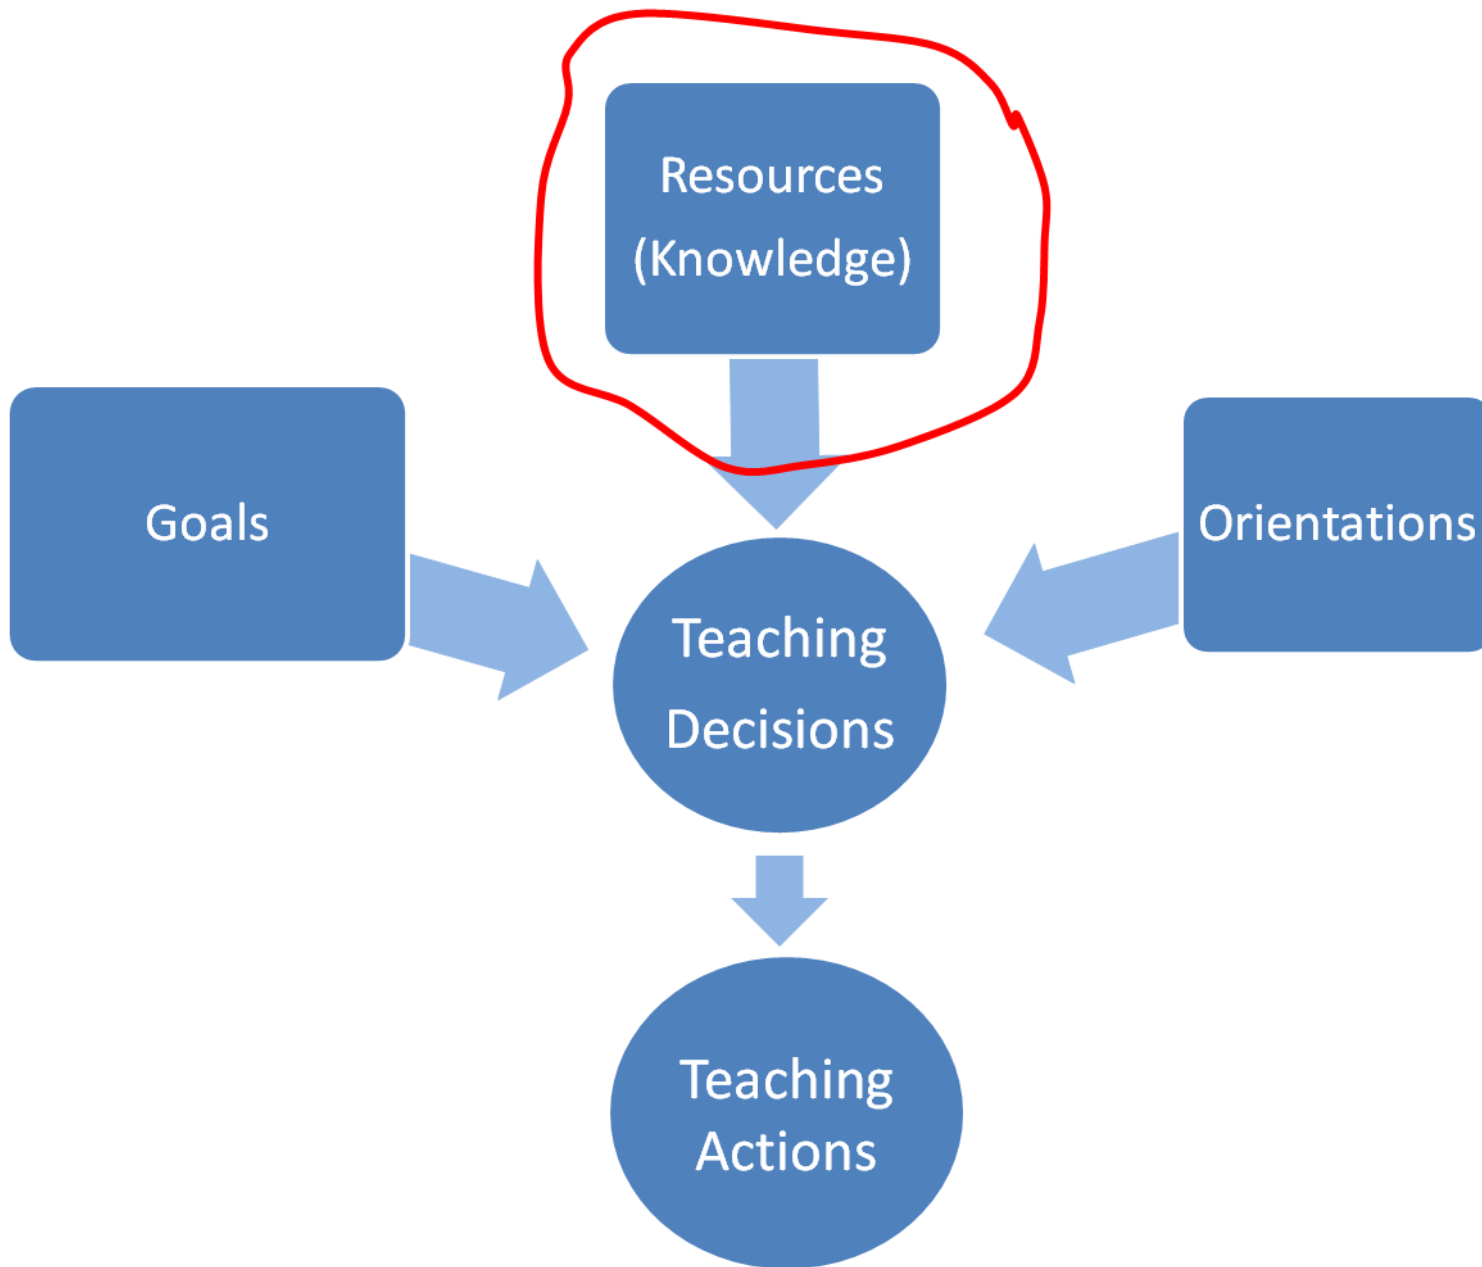 Resources
(Knowledge)
Goals
Orientations
Teaching
Decisions
Teaching
Actions